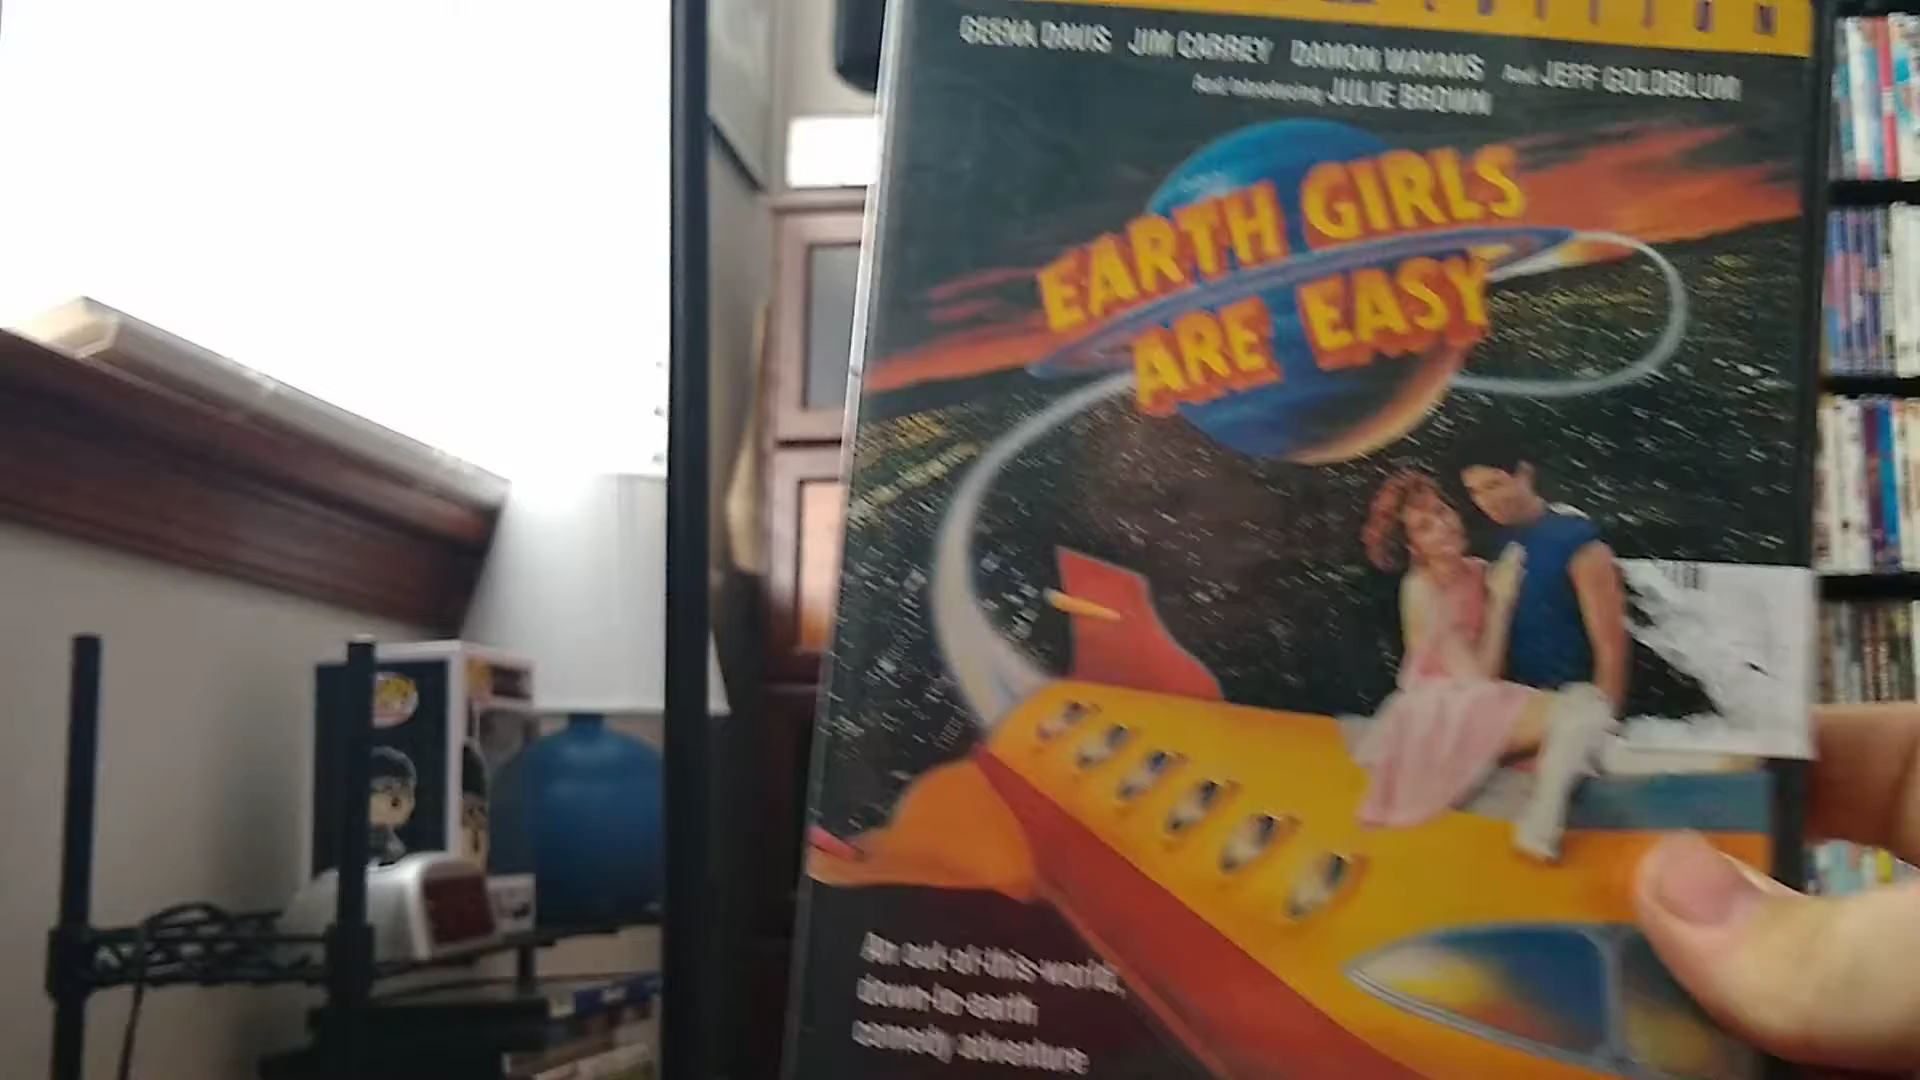 EDITION
GEENA DAVIS JIM CARREY DAMON WAYANS And JEFF GOLDBLUM
And Introducing JULIE BROWN
EARTH GIRLS
ARE EASY
An out-of-this-world,
down-to-earth
comedy adventure